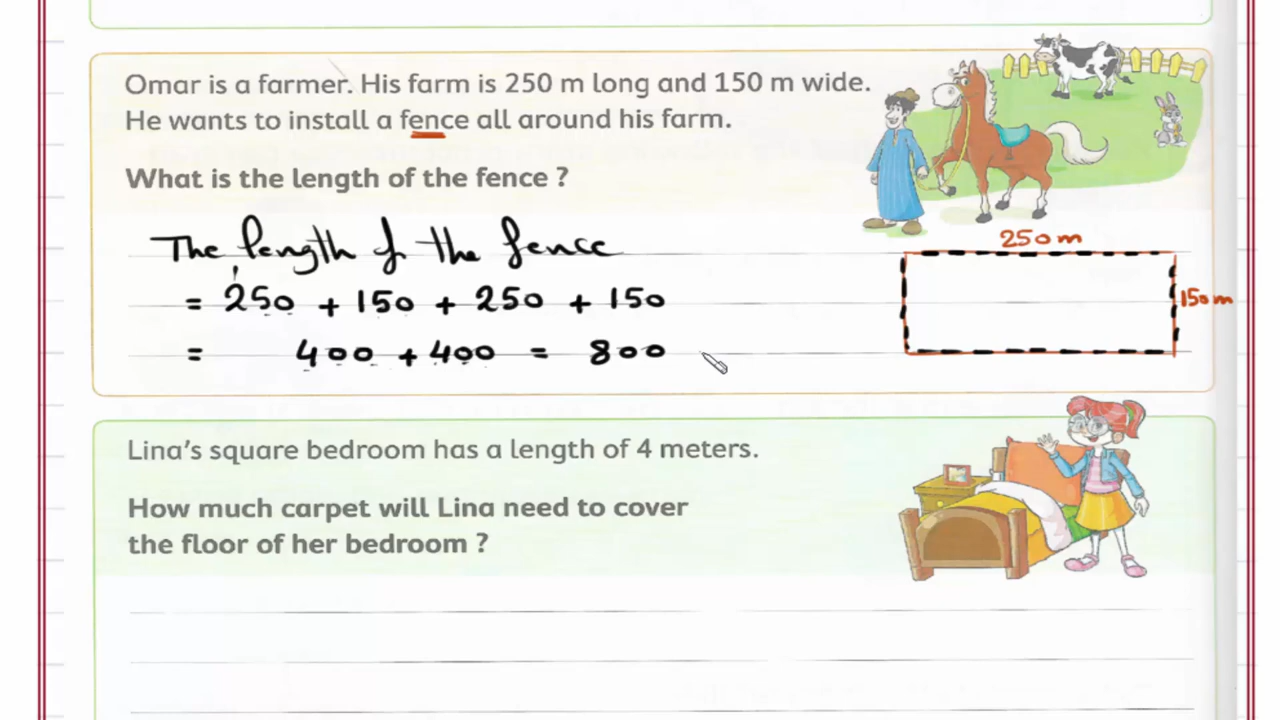 Omar is a farmer. His farm is 250 m long and 150 m wide.
He wants to install a fence all around his farm.
What is the length of the fence ?
The length of the fence
= 250 + 150 + 250 + 150
= 400 + 400 = 800
250 m
150 m
Lina's square bedroom has a length of 4 meters.
How much carpet will Lina need to cover
the floor of her bedroom ?